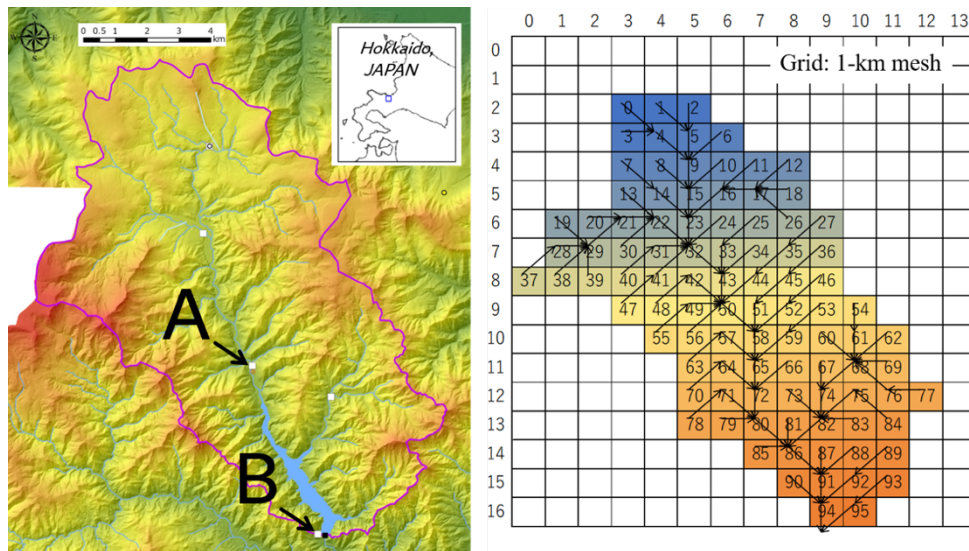 N
W E
S
0 0.5 1 2 3 4
km
Hokkaido,
JAPAN
A
B
0 1 2 3 4 5 6 7 8 9 10 11 12 13
0
Grid: 1-km mesh
1
2 0 1 2
3 3 4 5 6
4 7 8 9 10 11 12
5 13 14 15 16 17 18
6 19 20 21 22 23 24 25 26 27
7 28 29 30 31 32 33 34 35 36
8 37 38 39 40 41 42 43 44 45 46
9 47 48 49 50 51 52 53 54
10 55 56 57 58 59 60 61 62
11 63 64 65 66 67 68 69
12 70 71 72 73 74 75 76 77
13 78 79 80 81 82 83 84
14 85 86 87 88 89
15 90 91 92 93
16 94 95